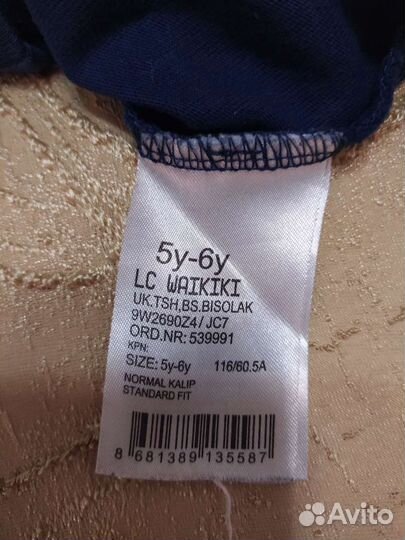 5y-6y
LC WAIKIKI
UK.TSH,BS.BISOLAK
9W2690Z4/JC7
ORD.NR: 539991
KPN:
SIZE: 5y-6y 116/60.5A
NORMAL KALIP
STANDARD FIT
8 681389 135587
Avito